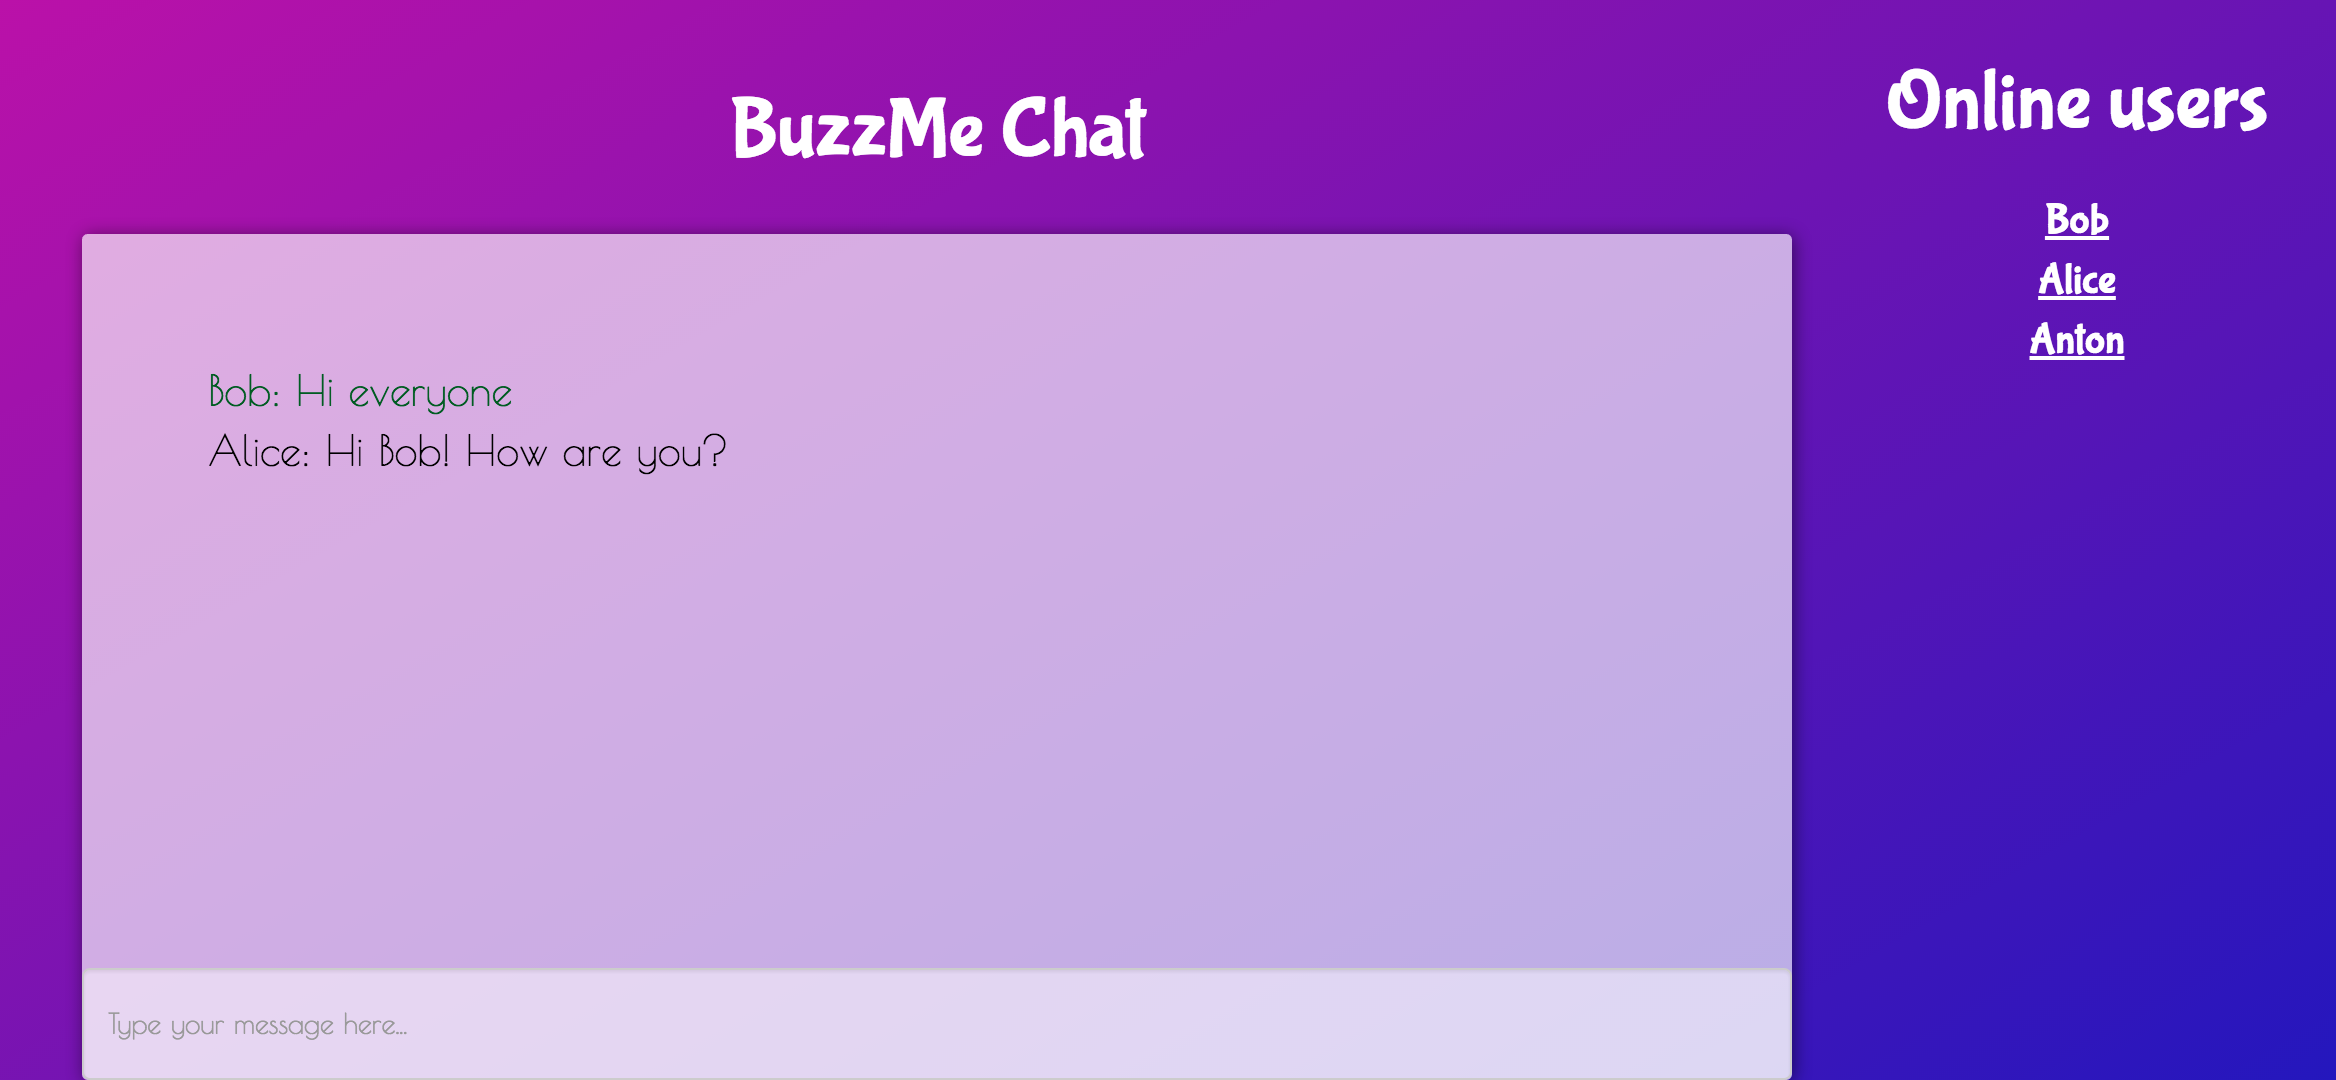 BuzzMe Chat
Bob: Hi everyone
Alice: Hi Bob! How are you?
Type your message here...
Online users
Bob
Alice
Anton